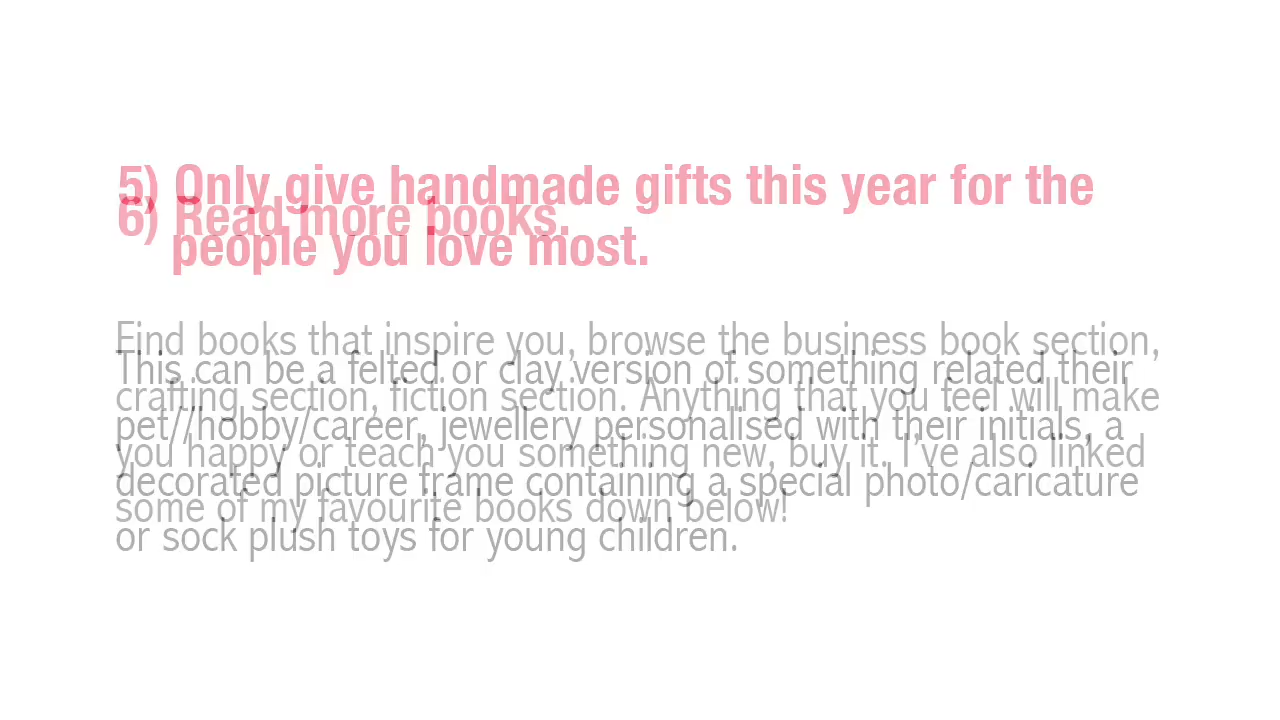 5) Only give handmade gifts this year for the
people you love most.
This can be a felted or clay version of something related their
pet//hobby/career, jewellery personalised with their initials, a
decorated picture frame containing a special photo/caricature
or sock plush toys for young children.
6) Read more books.
Find books that inspire you, browse the business book section,
crafting section, fiction section. Anything that you feel will make
you happy or teach you something new, buy it. I've also linked
some of my favourite books down below!